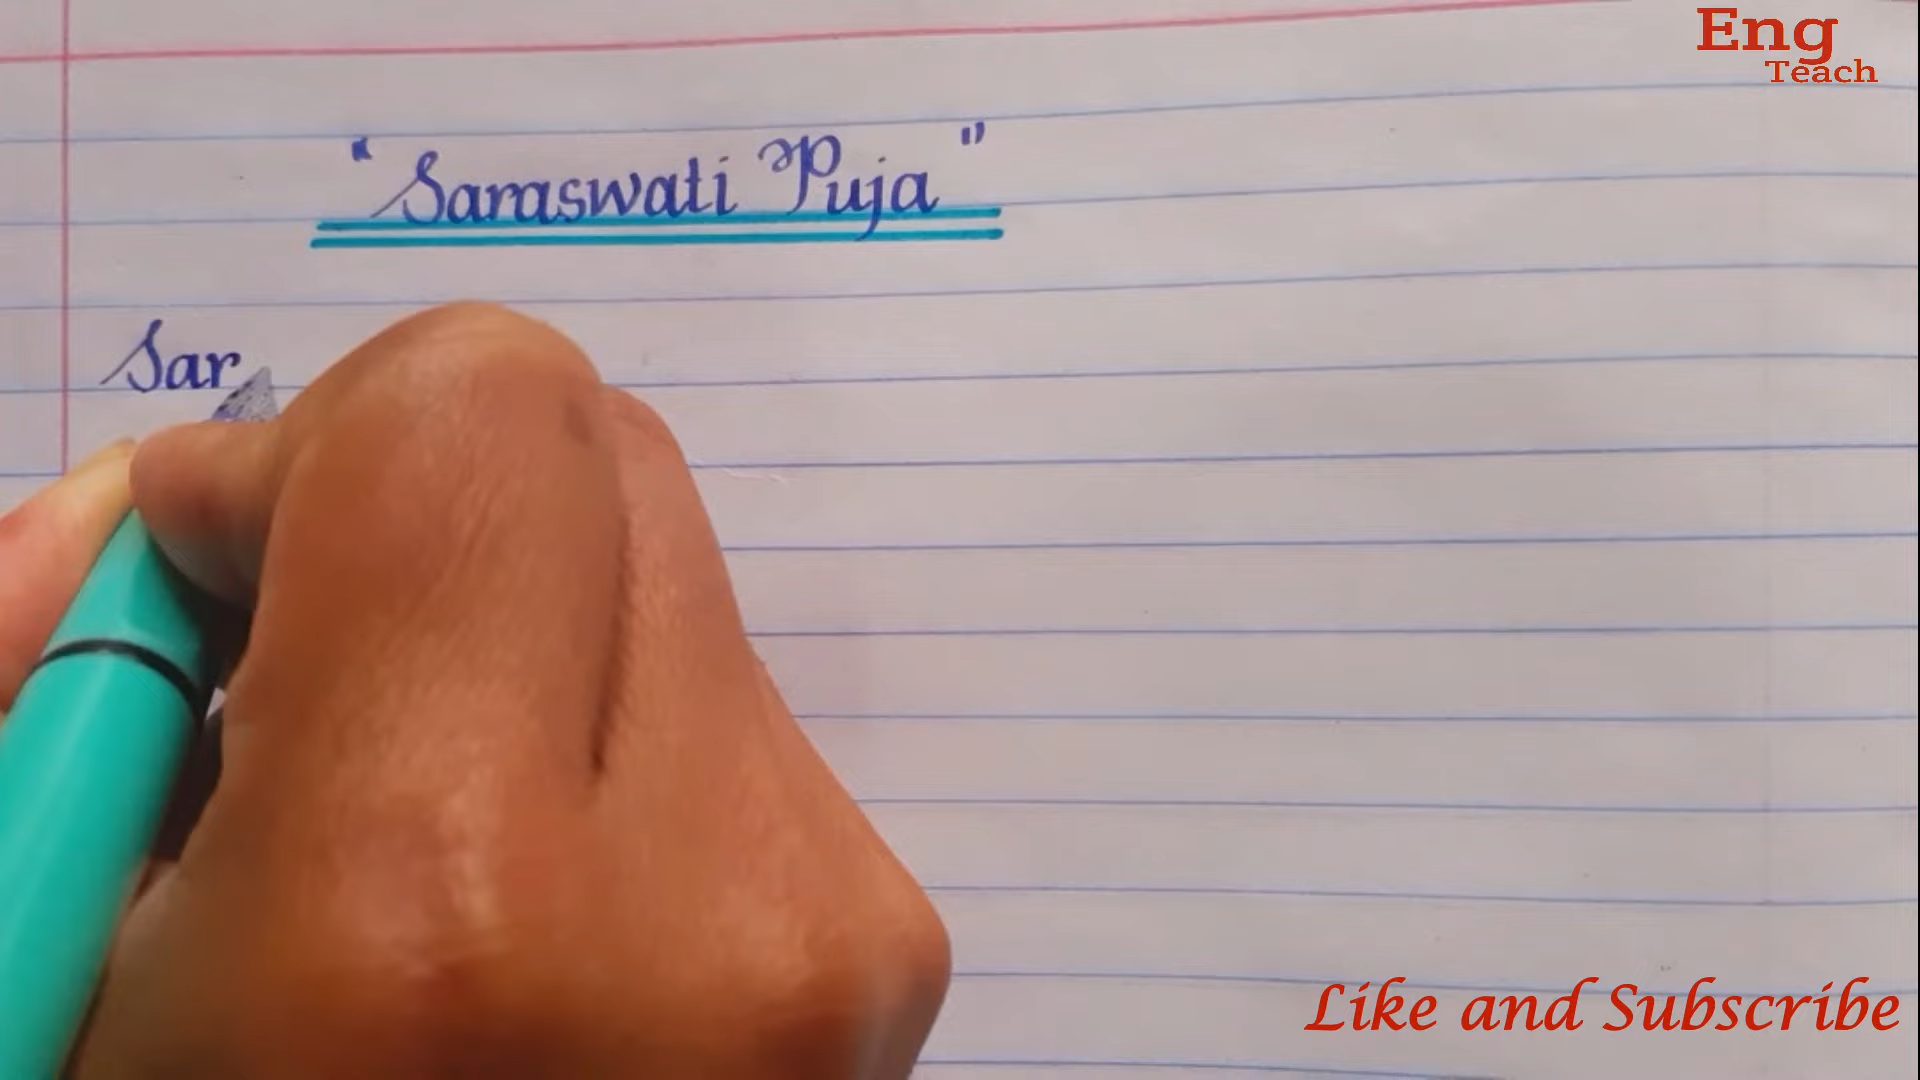 Eng
Teach
" Saraswati Puja "
Sar
Like and Subscribe